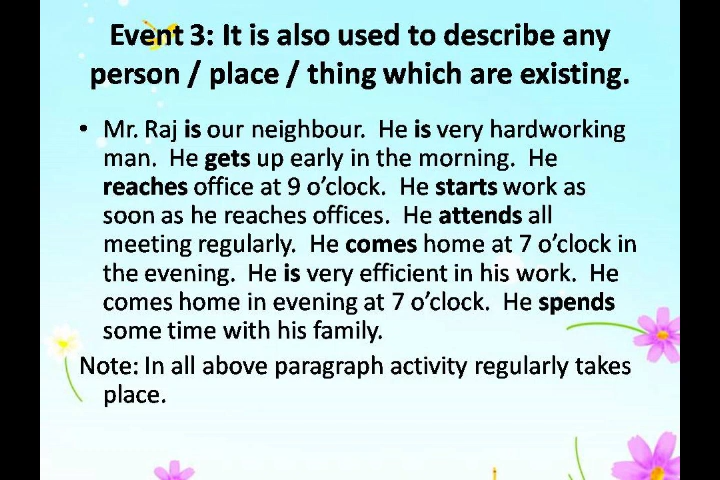 Event 3: It is also used to describe any
person / place / thing which are existing.
• Mr. Raj is our neighbour. He is very hardworking
man. He gets up early in the morning. He
reaches office at 9 o’clock. He starts work as
soon as he reaches offices. He attends all
meeting regularly. He comes home at 7 o’clock in
the evening. He is very efficient in his work. He
comes home in evening at 7 o’clock. He spends
some time with his family.
Note: In all above paragraph activity regularly takes
place.